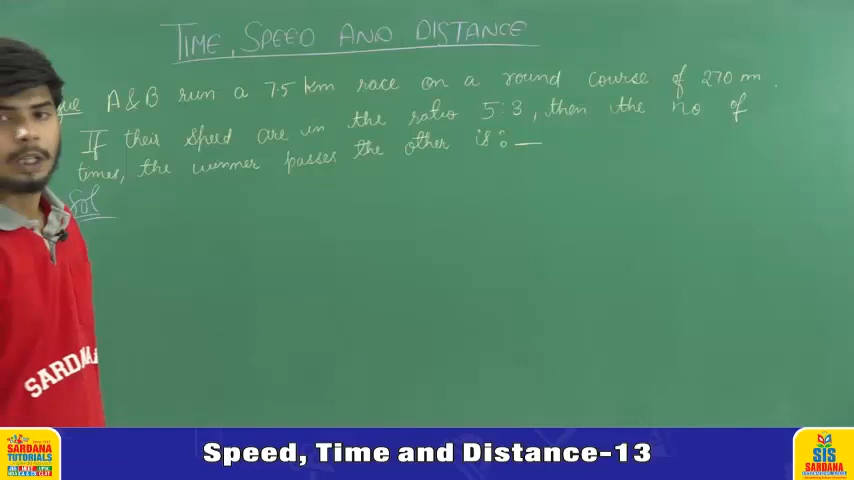 TIME, SPEED AND DISTANCE
Que A & B run a 7.5 km race on a round course of 270 m.
If their speed are in the ratio 5:3, then the no of
times, the winner passes the other is: __
Sol
SARDANA
Speed, Time and Distance-13
SARDANA
TUTORIALS
SIS
SARDANA